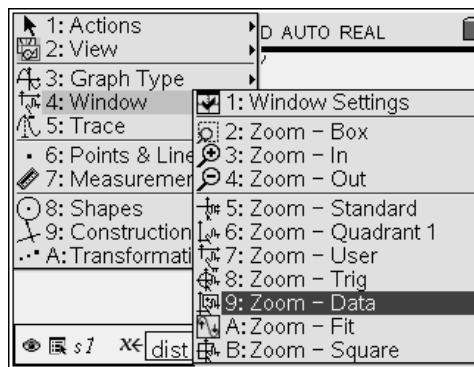 1: Actions
D AUTO REAL
2: View
3: Graph Type
4: Window
5: Trace
6: Points & Line
7: Measuremer
8: Shapes
9: Construction
A: Transformati
1: Window Settings
2: Zoom – Box
3: Zoom – In
4: Zoom – Out
5: Zoom – Standard
6: Zoom – Quadrant 1
7: Zoom – User
8: Zoom – Trig
9: Zoom – Data
A: Zoom – Fit
B: Zoom – Square
s1 x← dist